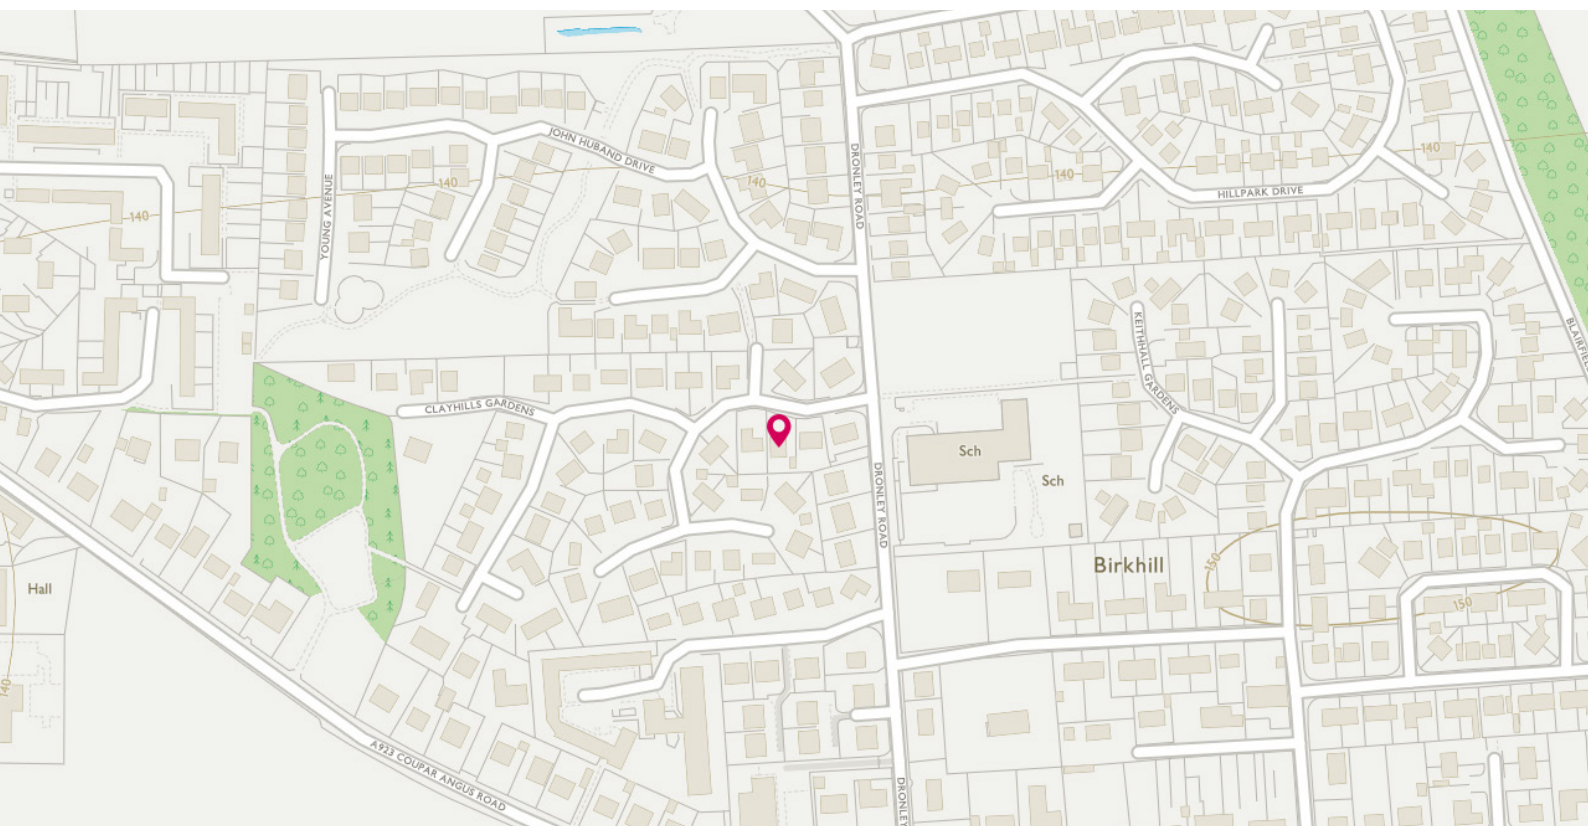 JOHN HUBAND DRIVE
DRONLEY ROAD
140
140
140
140
140
YOUNG AVENUE
HILLPARK DRIVE
KEITHHALL GARDENS
CLAYHILLS GARDENS
Sch
Sch
DRONLEY ROAD
Birkhill
150
150
Hall
140
A923 COUPAR ANGUS ROAD
DRONLEY